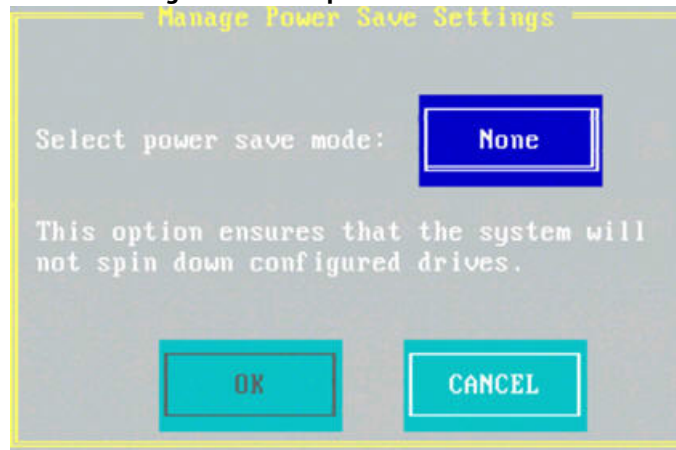 Manage Power Save Settings
Select power save mode: None
This option ensures that the system will
not spin down configured drives.
OK CANCEL